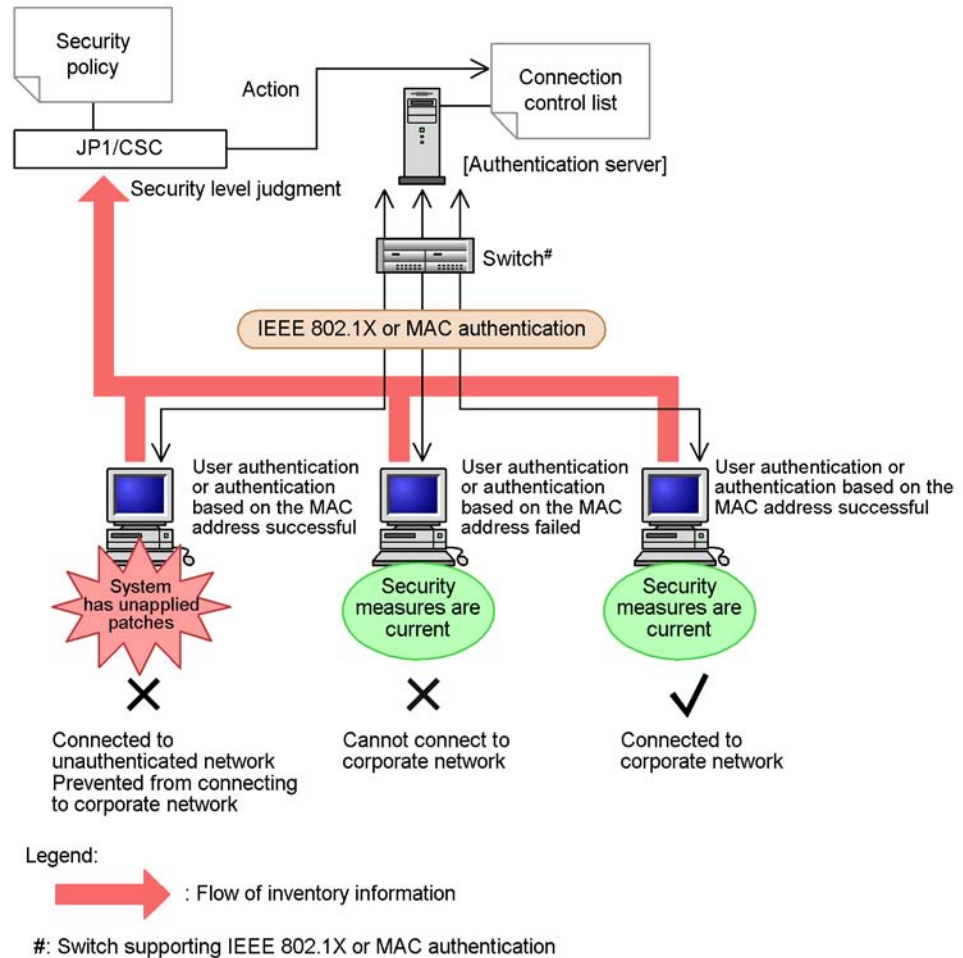 Security
policy
Action
Connection
control list
JP1/CSC
[Authentication server]
Security level judgment
Switch#
IEEE 802.1X or MAC authentication
User authentication
or authentication
based on the MAC
address successful
User authentication
or authentication
based on the MAC
address failed
User authentication or
authentication based on the
MAC address successful
System
has unapplied
patches
Security
measures are
current
Security
measures are
current
Connected to
unauthenticated network
Prevented from connecting
to corporate network
Cannot connect to
corporate network
Connected to
corporate network
Legend:
: Flow of inventory information
#: Switch supporting IEEE 802.1X or MAC authentication